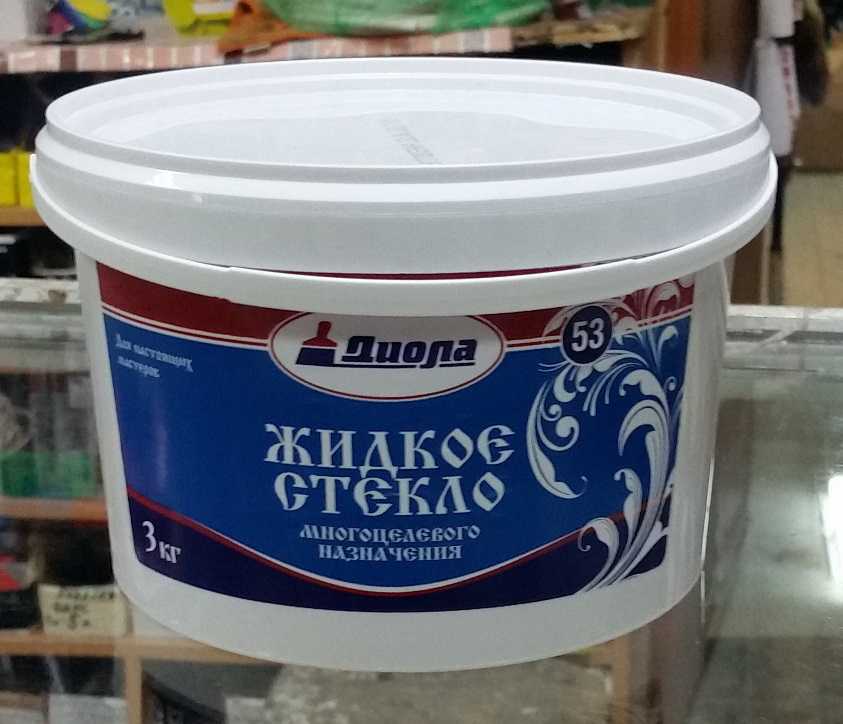 Диола
53
Для настоящих
мастеров
ЖИДКОЕ
СТЕКЛО
МНОГОЦЕЛЕВОГО
НАЗНАЧЕНИЯ
3 кг